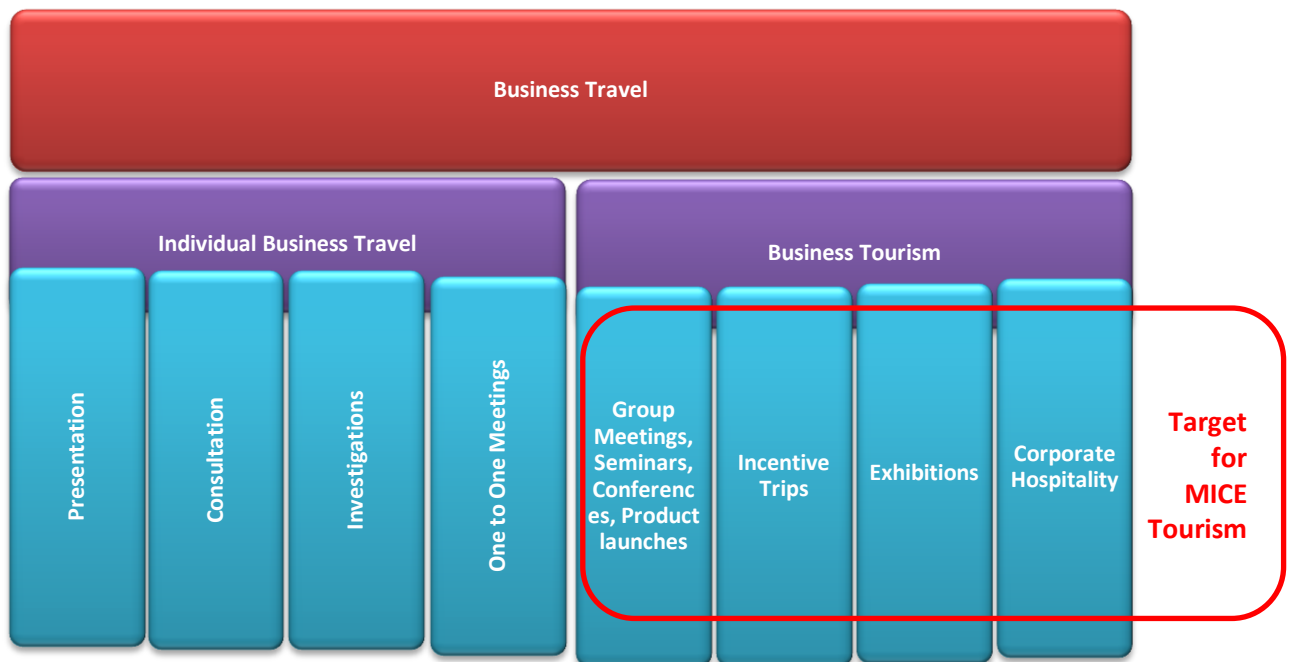 Business Travel
Individual Business Travel
Business Tourism
Presentation
Consultation
Investigations
One to One Meetings
Group
Meetings,
Seminars,
Conferenc
es, Product
launches
Incentive
Trips
Exhibitions
Corporate
Hospitality
Target
for
MICE
Tourism